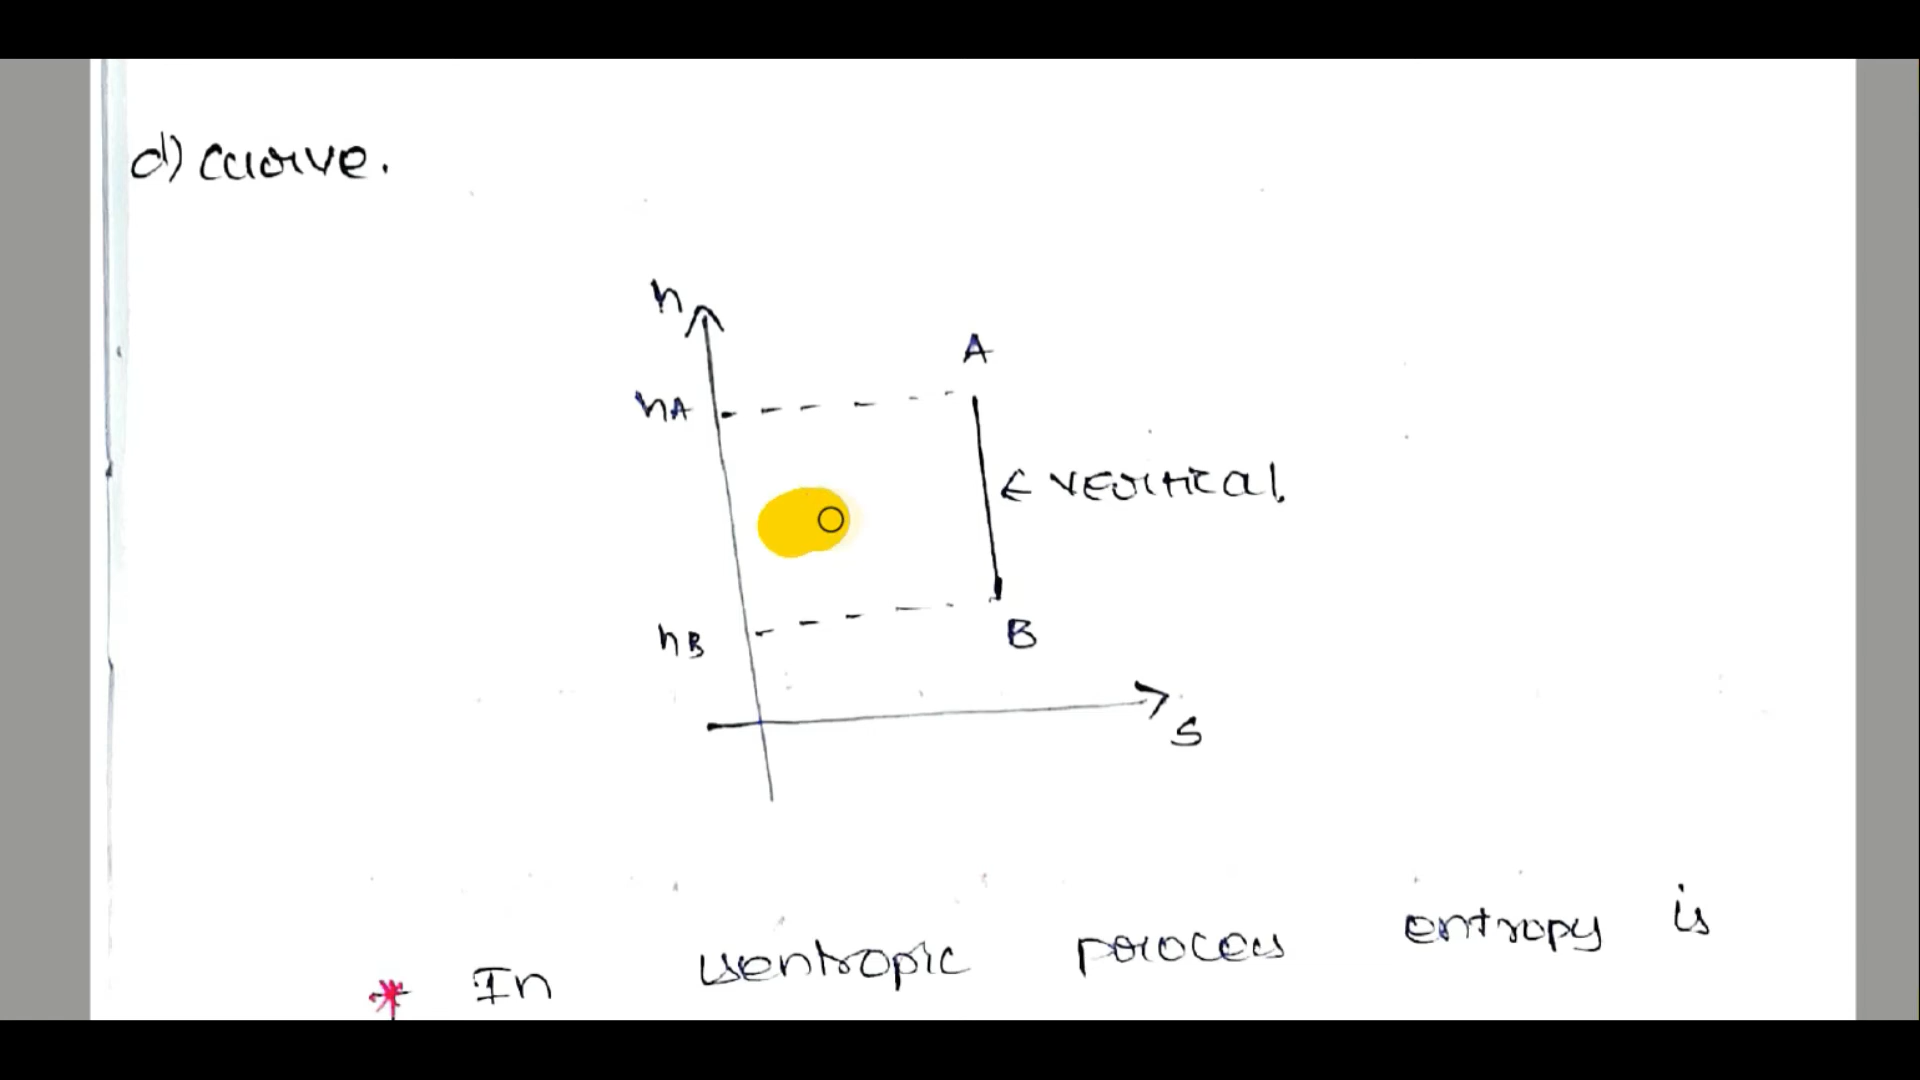 d) curve.
h
A
hA
← vertical.
hB
B
s
* In isentropic process entropy is